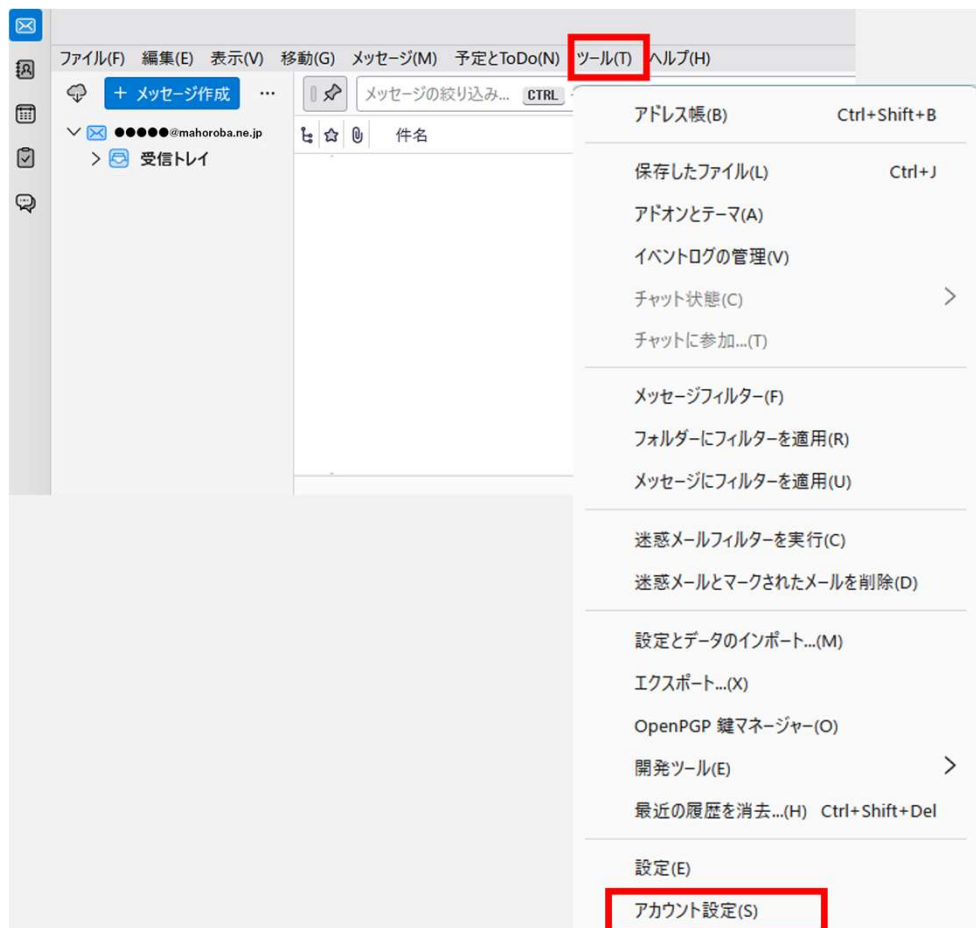 ファイル(F) 編集(E) 表示(V) 移動(G) メッセージ(M) 予定とToDo(N) ツール(T) ヘルプ(H)
+ メッセージ作成 …
メッセージの絞り込み... CTRL
●●●●●@mahoroba.ne.jp
件名
受信トレイ
アドレス帳(B) Ctrl+Shift+B
保存したファイル(L) Ctrl+J
アドオンとテーマ(A)
イベントログの管理(V)
チャット状態(C)
チャットに参加...(T)
メッセージフィルター(F)
フォルダーにフィルターを適用(R)
メッセージにフィルターを適用(U)
迷惑メールフィルターを実行(C)
迷惑メールとマークされたメールを削除(D)
設定とデータのインポート...(M)
エクスポート...(X)
OpenPGP 鍵マネージャー(O)
開発ツール(E)
最近の履歴を消去...(H) Ctrl+Shift+Del
設定(E)
アカウント設定(S)